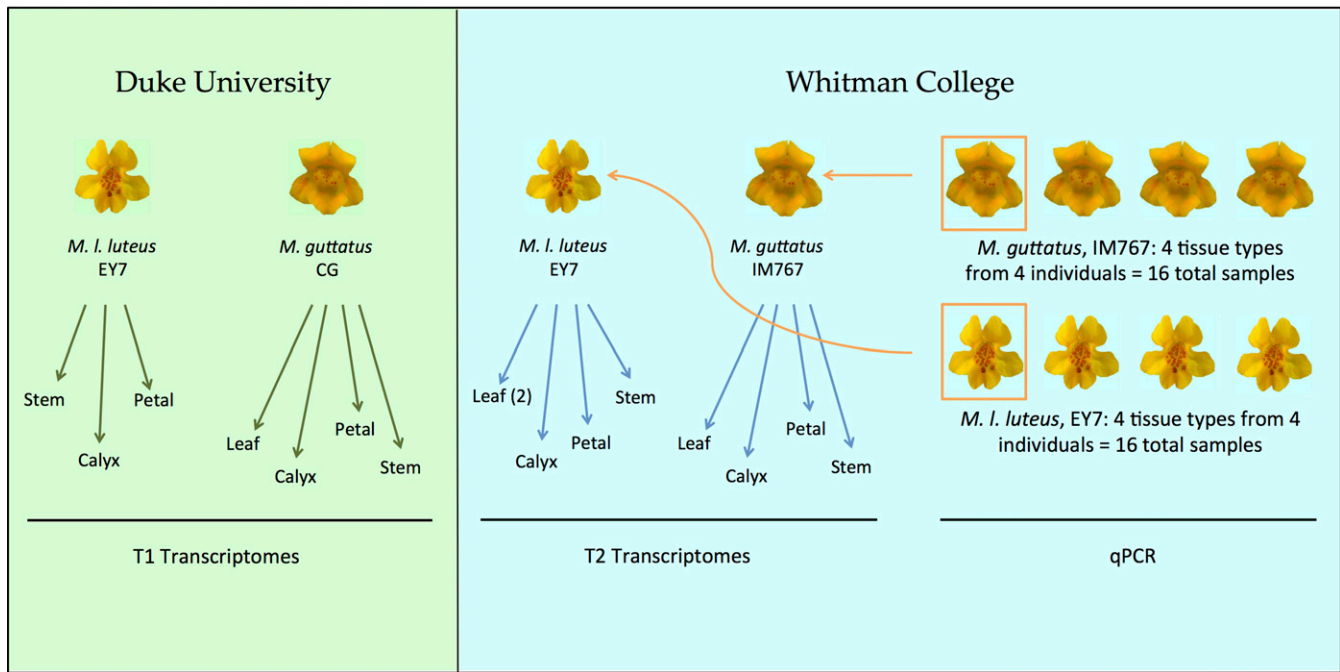 Duke University
M. l. luteus
EY7
M. guttatus
CG
Stem
Petal
Calyx
Leaf
Petal
Calyx
Stem
T1 Transcriptomes
Whitman College
M. l. luteus
EY7
M. guttatus
IM767
Leaf (2)
Stem
Calyx
Petal
Leaf
Petal
Calyx
Stem
T2 Transcriptomes
M. guttatus, IM767: 4 tissue types
from 4 individuals = 16 total samples
M. l. luteus, EY7: 4 tissue types from 4
individuals = 16 total samples
qPCR